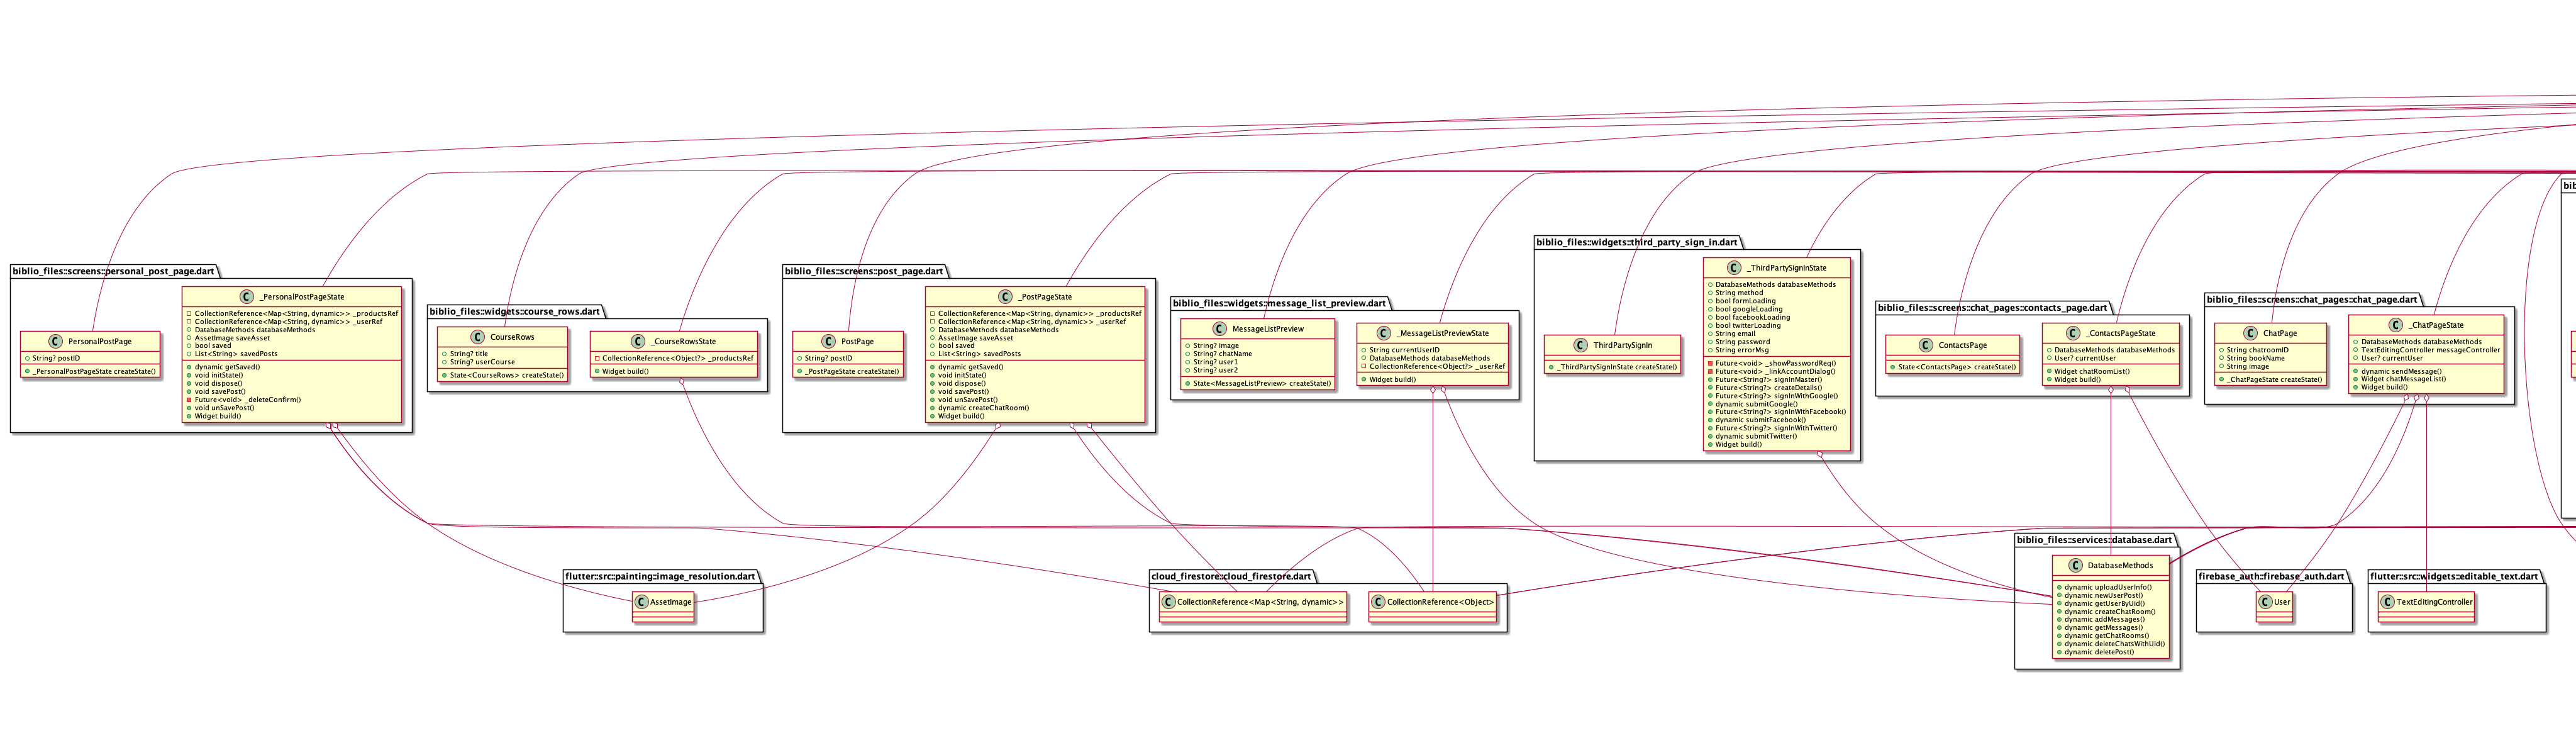 biblio_files::screens::personal_post_page.dart
PersonalPostPage
String? postID
_PersonalPostPageState createState()
_PersonalPostPageState
CollectionReference<Map<String, dynamic>> _productsRef
CollectionReference<Map<String, dynamic>> _userRef
DatabaseMethods databaseMethods
AssetImage saveAsset
bool saved
List<String> savedPosts
dynamic getSaved()
void initState()
void dispose()
void savePost()
Future<void> _deleteConfirm()
void unSavePost()
Widget build()
biblio_files::widgets::course_rows.dart
CourseRows
String? title
String? userCourse
State<CourseRows> createState()
_CourseRowsState
CollectionReference<Object?> _productsRef
Widget build()
biblio_files::screens::post_page.dart
PostPage
String? postID
_PostPageState createState()
_PostPageState
CollectionReference<Map<String, dynamic>> _productsRef
CollectionReference<Map<String, dynamic>> _userRef
DatabaseMethods databaseMethods
AssetImage saveAsset
bool saved
List<String> savedPosts
dynamic getSaved()
void initState()
void dispose()
void savePost()
void unSavePost()
dynamic createChatRoom()
Widget build()
biblio_files::widgets::message_list_preview.dart
MessageListPreview
String? image
String? chatName
String? user1
String? user2
State<MessageListPreview> createState()
_MessageListPreviewState
String currentUserID
DatabaseMethods databaseMethods
CollectionReference<Object?> _userRef
Widget build()
biblio_files::widgets::third_party_sign_in.dart
ThirdPartySignIn
_ThirdPartySignInState createState()
_ThirdPartySignInState
DatabaseMethods databaseMethods
String method
bool formLoading
bool googleLoading
bool facebookLoading
bool twitterLoading
String email
String password
String errorMsg
Future<void> _showPasswordReq()
Future<void> _linkAccountDialog()
Future<String?> signInMaster()
Future<String?> createDetails()
Future<String?> signInWithGoogle()
dynamic submitGoogle()
Future<String?> signInWithFacebook()
dynamic submitFacebook()
Future<String?> signInWithTwitter()
dynamic submitTwitter()
Widget build()
biblio_files::screens::chat_pages::contacts_page.dart
ContactsPage
State<ContactsPage> createState()
_ContactsPageState
DatabaseMethods databaseMethods
User? currentUser
Widget chatRoomList()
Widget build()
biblio_files::screens::chat_pages::chat_page.dart
ChatPage
String chatroomID
String bookName
String image
_ChatPageState createState()
_ChatPageState
DatabaseMethods databaseMethods
TextEditingController messageController
User? currentUser
dynamic sendMessage()
Widget chatMessageList()
Widget build()
flutter::src::painting::image_resolution.dart
AssetImage
cloud_firestore::cloud_firestore.dart
CollectionReference<Map<String, dynamic>>
CollectionReference<Object>
biblio_files::services::database.dart
DatabaseMethods
dynamic uploadUserInfo()
dynamic newUserPost()
dynamic getUserByUid()
dynamic createChatRoom()
dynamic addMessages()
dynamic getMessages()
dynamic getChatRooms()
dynamic deleteChatsWithUid()
dynamic deletePost()
firebase_auth::firebase_auth.dart
User
flutter::src::widgets::editable_text.dart
TextEditingController